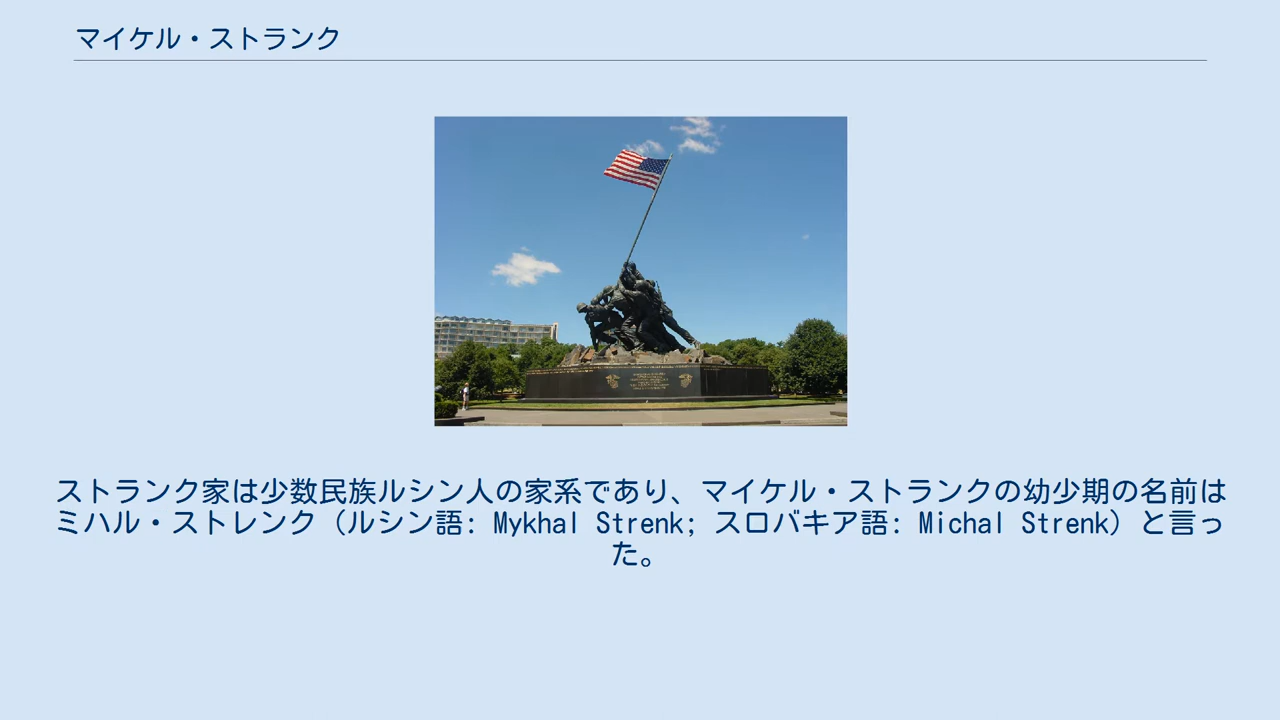 マイケル・ストランク
ストランク家は少数民族ルシン人の家系であり、マイケル・ストランクの幼少期の名前は
ミハル・ストレンク（ルシン語: Mykhal Strenk; スロバキア語: Michal Strenk）と言っ
た。